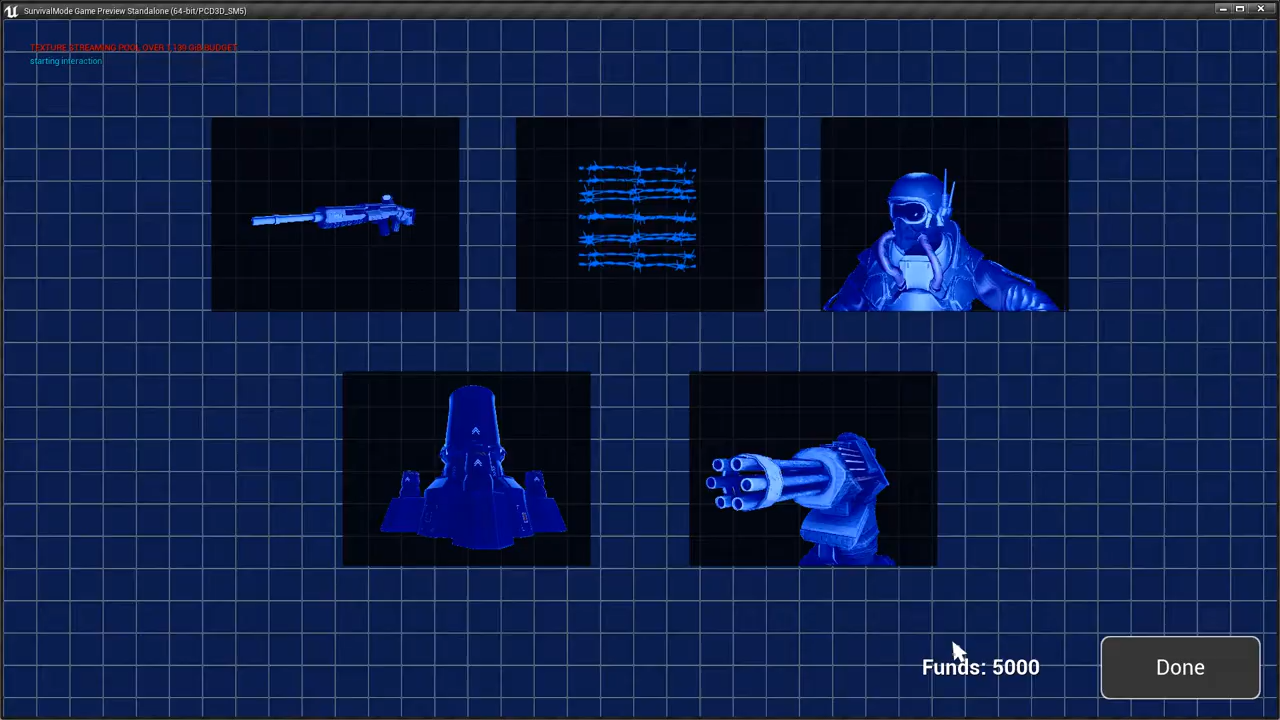 SurvivalMode Game Preview Standalone (64-bit/PCD3D_SM5)
TEXTURE STREAMING POOL OVER 1.139 GiB BUDGET
starting interaction
Funds: 5000
Done